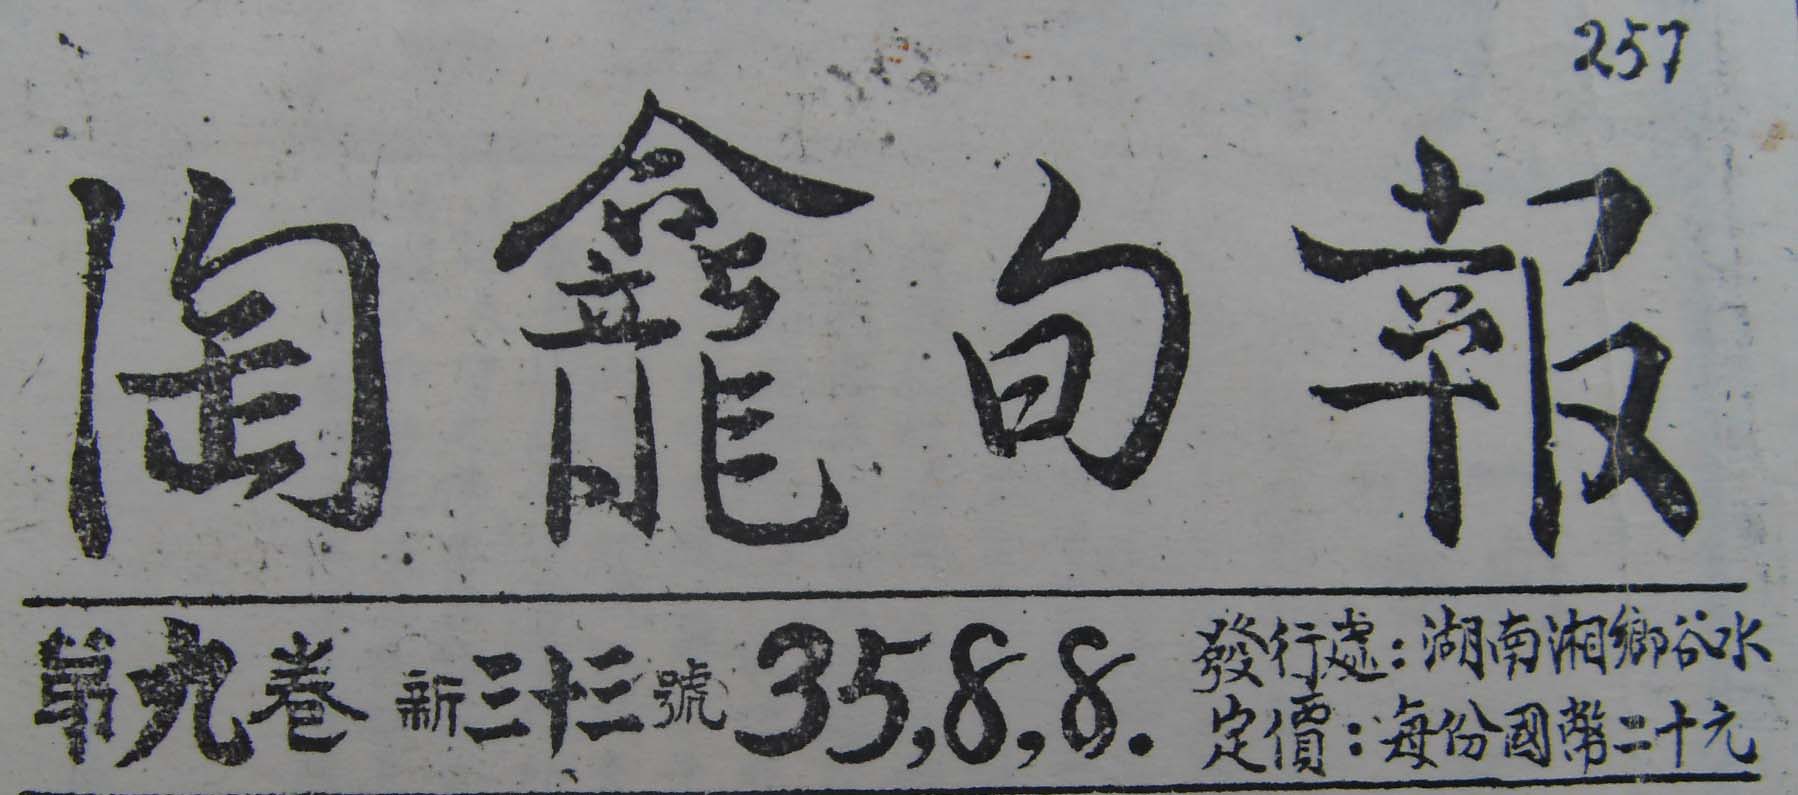 257
陶龕旬報
第九卷 新三十三號 35,8,8.
發行處：湖南湘鄉谷水
定價：每份國幣二十元